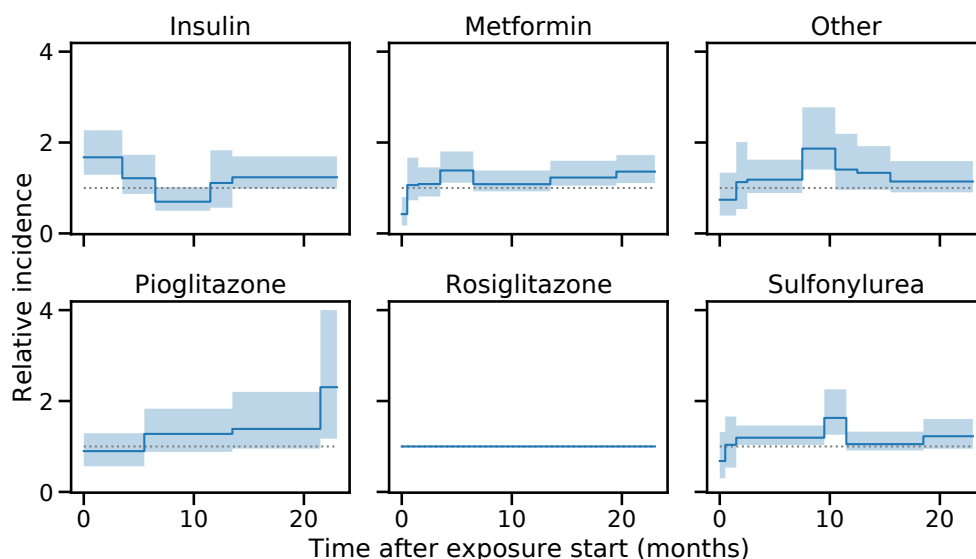 Insulin
Metformin
Other
4
2
0
Relative incidence
Pioglitazone
Rosiglitazone
Sulfonylurea
4
2
0
0 10 20
0 10 20
0 10 20
Time after exposure start (months)